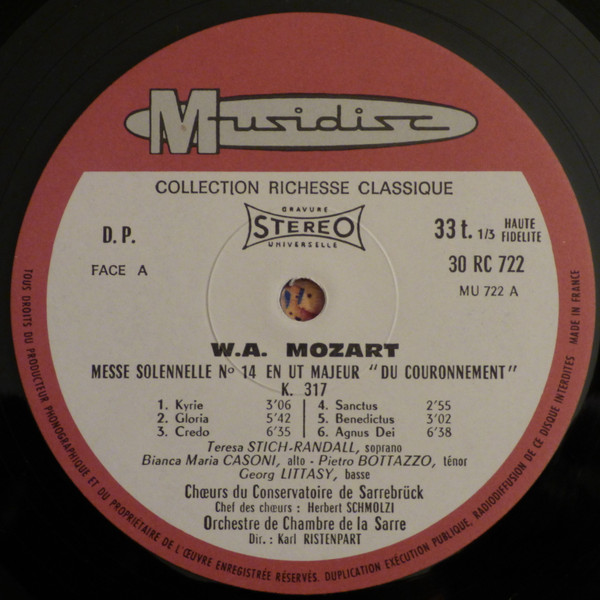 Musidisc
COLLECTION RICHESSE CLASSIQUE
GRAVURE
STEREO
UNIVERSELLE
D. P.
33 t. 1/3 HAUTE FIDELITE
FACE A
30 RC 722
MU 722 A
W.A. MOZART
MESSE SOLENNELLE No 14 EN UT MAJEUR "DU COURONNEMENT"
K. 317
1. Kyrie 3'06
2. Gloria 5'42
3. Credo 6'35
4. Sanctus 2'55
5. Benedictus 3'02
6. Agnus Dei 6'38
Teresa STICH-RANDALL, soprano
Bianca Maria CASONI, alto - Pietro BOTTAZZO, ténor
Georg LITTASY, basse
Chœurs du Conservatoire de Sarrebrück
Chef des chœurs : Herbert SCHMOLZI
Orchestre de Chambre de la Sarre
Dir. : Karl RISTENPART
TOUS DROITS DU PRODUCTEUR PHONOGRAPHIQUE ET DU PROPRIÉTAIRE DE L'ŒUVRE ENREGISTRÉE RÉSERVÉS. DUPLICATION EXÉCUTION PUBLIQUE, RADIODIFFUSION DE CE DISQUE INTERDITES MADE IN FRANCE